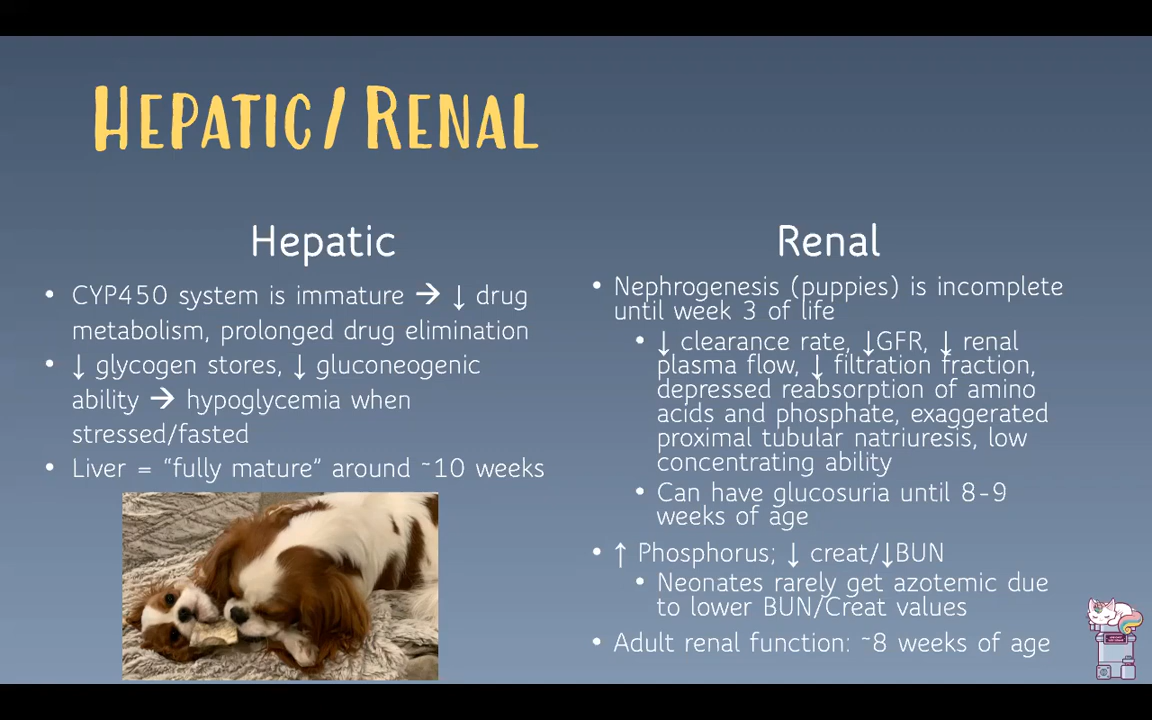 HEPATIC/ RENAL
Hepatic
• CYP450 system is immature → ↓ drug
metabolism, prolonged drug elimination
• ↓ glycogen stores, ↓ gluconeogenic
ability → hypoglycemia when
stressed/fasted
• Liver = “fully mature” around ~10 weeks
Renal
• Nephrogenesis (puppies) is incomplete
until week 3 of life
• ↓ clearance rate, ↓GFR, ↓ renal
plasma flow, ↓ filtration fraction,
depressed reabsorption of amino
acids and phosphate, exaggerated
proximal tubular natriuresis, low
concentrating ability
• Can have glucosuria until 8-9
weeks of age
• ↑ Phosphorus; ↓ creat/↓BUN
• Neonates rarely get azotemic due
to lower BUN/Creat values
• Adult renal function: ~8 weeks of age